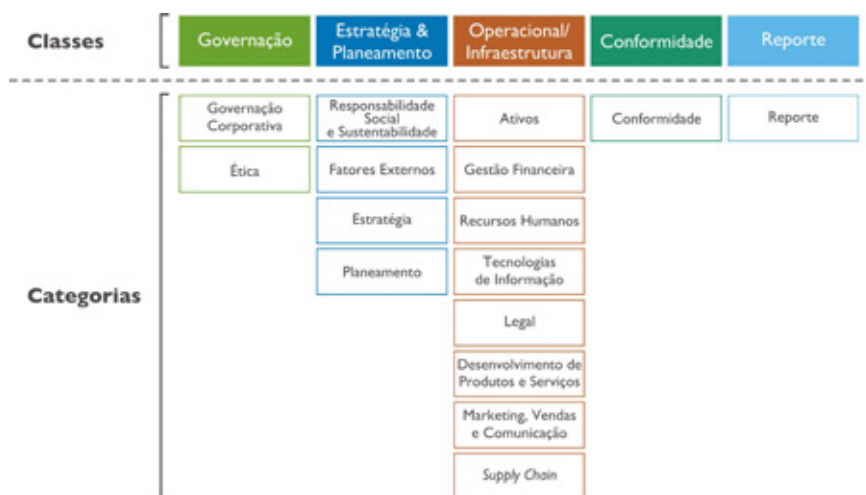 Classes
Governação
Estratégia &
Planeamento
Operacional/
Infraestrutura
Conformidade
Reporte
Categorias
Governação
Corporativa
Ética
Responsabilidade
Social
e Sustentabilidade
Fatores Externos
Estratégia
Planeamento
Ativos
Gestão Financeira
Recursos Humanos
Tecnologias
de Informação
Legal
Desenvolvimento de
Produtos e Serviços
Marketing, Vendas
e Comunicação
Supply Chain
Conformidade
Reporte